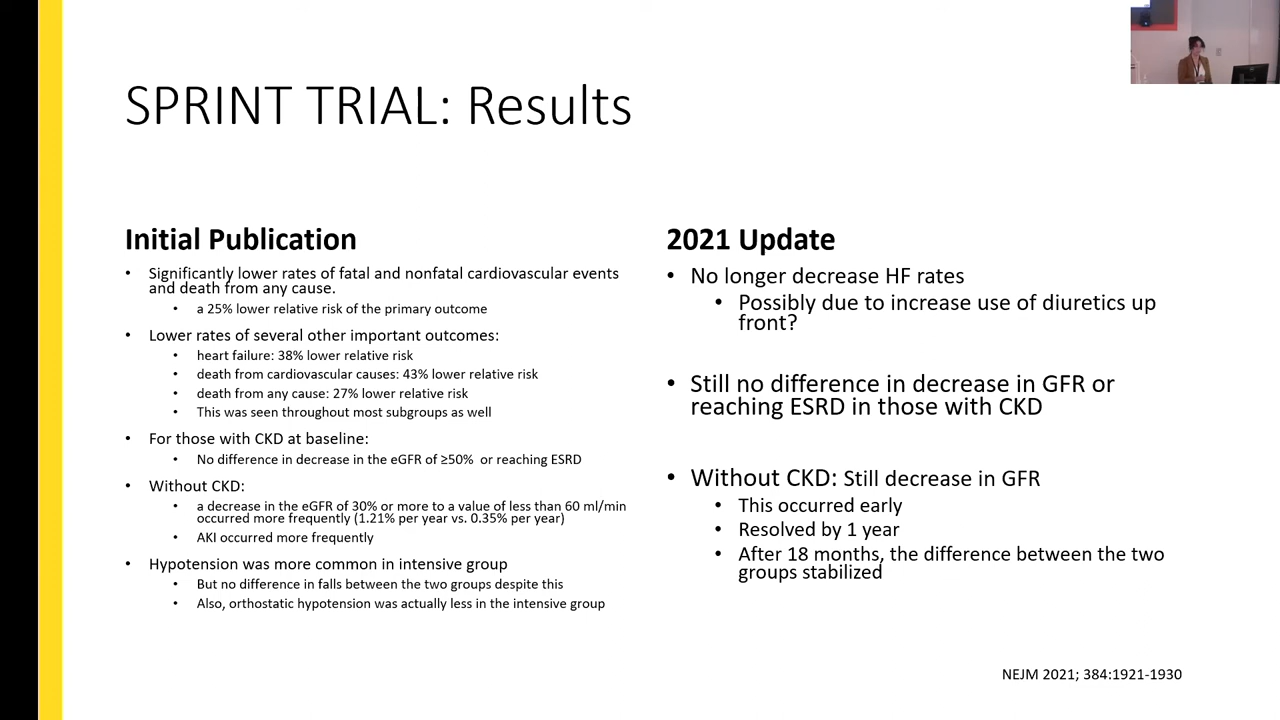 SPRINT TRIAL: Results
Initial Publication
• Significantly lower rates of fatal and nonfatal cardiovascular events
and death from any cause.
• a 25% lower relative risk of the primary outcome
• Lower rates of several other important outcomes:
• heart failure: 38% lower relative risk
• death from cardiovascular causes: 43% lower relative risk
• death from any cause: 27% lower relative risk
• This was seen throughout most subgroups as well
• For those with CKD at baseline:
• No difference in decrease in the eGFR of ≥50% or reaching ESRD
• Without CKD:
• a decrease in the eGFR of 30% or more to a value of less than 60 ml/min
occurred more frequently (1.21% per year vs. 0.35% per year)
• AKI occurred more frequently
• Hypotension was more common in intensive group
• But no difference in falls between the two groups despite this
• Also, orthostatic hypotension was actually less in the intensive group
2021 Update
• No longer decrease HF rates
• Possibly due to increase use of diuretics up
front?
• Still no difference in decrease in GFR or
reaching ESRD in those with CKD
• Without CKD: Still decrease in GFR
• This occurred early
• Resolved by 1 year
• After 18 months, the difference between the two
groups stabilized
NEJM 2021; 384:1921-1930